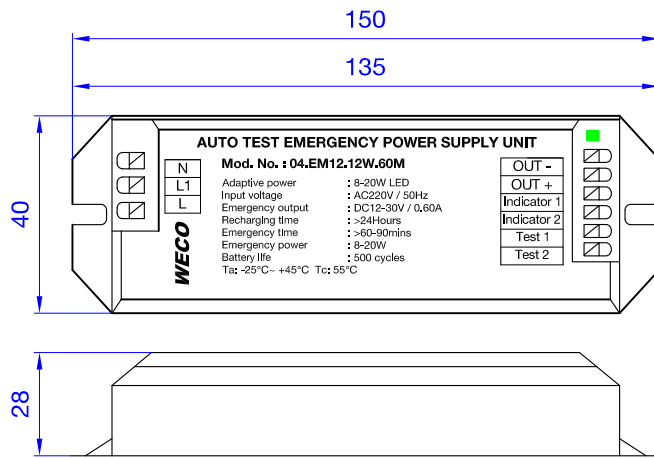 150
135
AUTO TEST EMERGENCY POWER SUPPLY UNIT
Mod. No. : 04.EM12.12W.60M
N
L1
L
WECO
Adaptive power : 8-20W LED
Input voltage : AC220V / 50Hz
Emergency output : DC12-30V / 0.60A
Recharging time : >24Hours
Emergency time : >60-90mins
Emergency power : 8-20W
Battery life : 500 cycles
Ta: -25°C~ +45°C Tc: 55°C
OUT -
OUT +
Indicator 1
Indicator 2
Test 1
Test 2
40
28